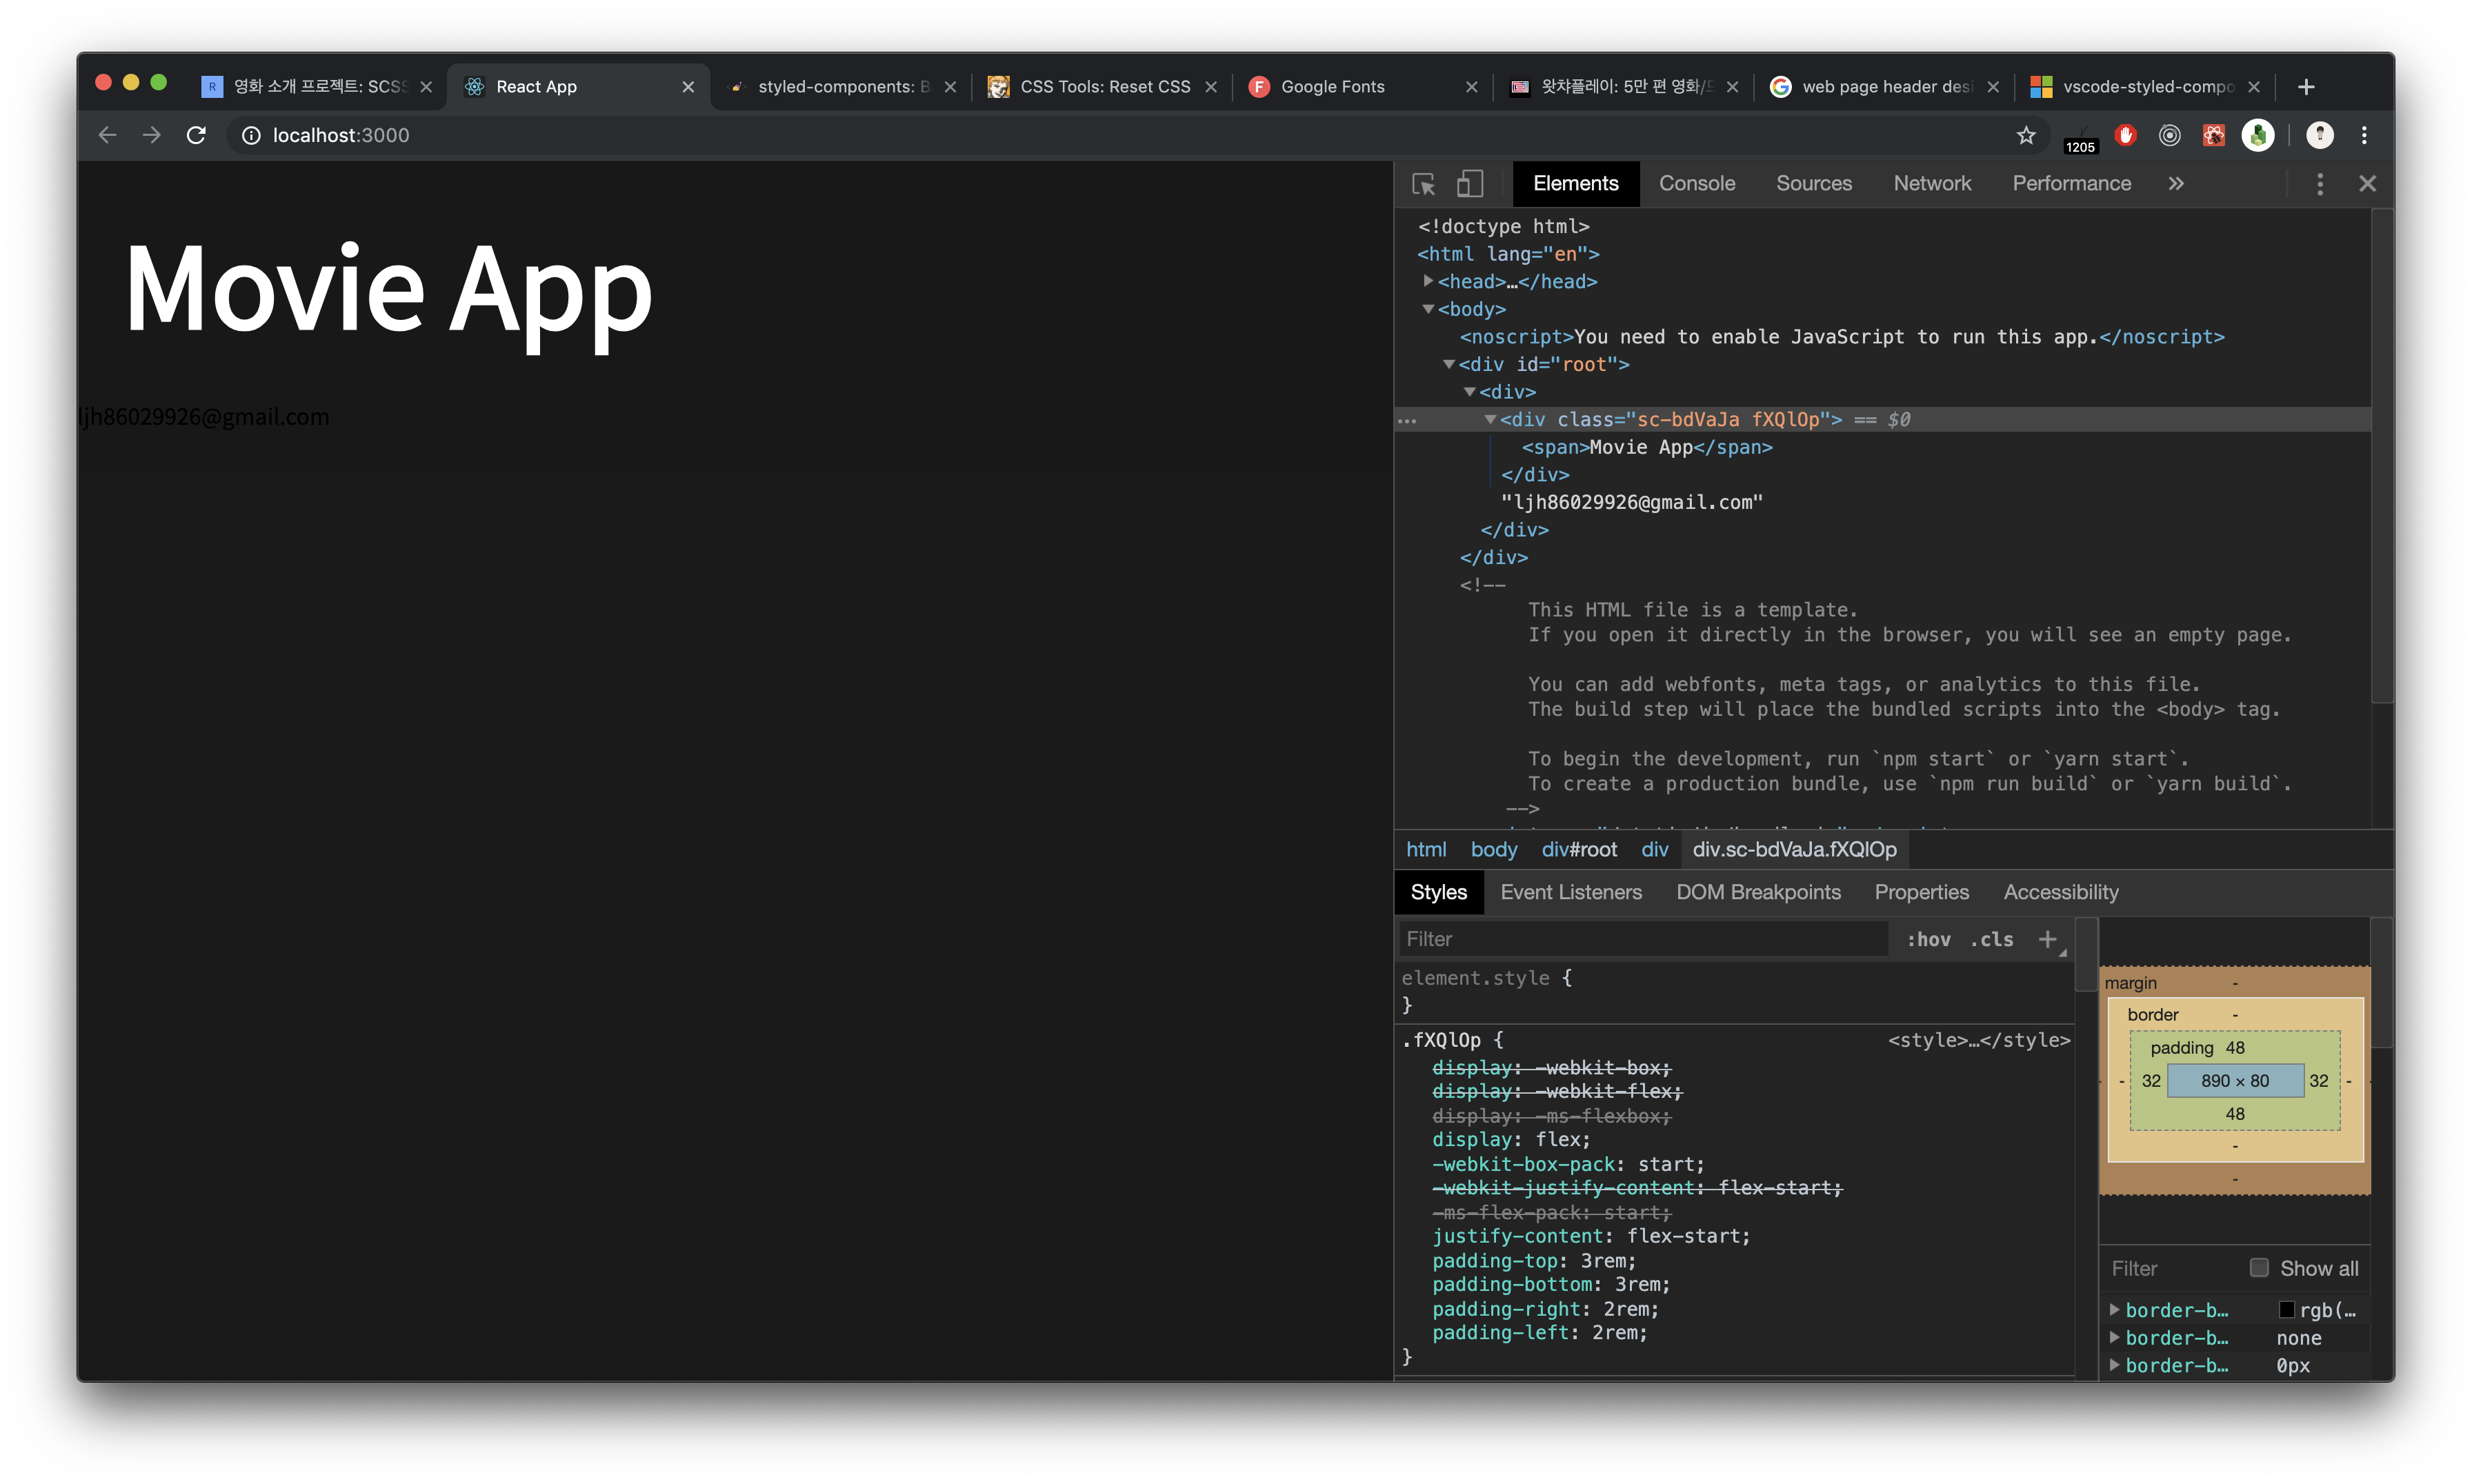 영화 소개 프로젝트: SCSS
React App
styled-components: B
CSS Tools: Reset CSS
Google Fonts
왓챠플레이: 5만 편 영화/
web page header desi
vscode-styled-compo
localhost:3000
1205
Movie App
ljh86029926@gmail.com
Elements Console Sources Network Performance »
<!doctype html>
<html lang="en">
<head>…</head>
<body>
<noscript>You need to enable JavaScript to run this app.</noscript>
<div id="root">
<div>
<div class="sc-bdVaJa fXQlOp"> == $0
<span>Movie App</span>
</div>
"ljh86029926@gmail.com"
</div>
</div>
<!--
This HTML file is a template.
If you open it directly in the browser, you will see an empty page.
You can add webfonts, meta tags, or analytics to this file.
The build step will place the bundled scripts into the <body> tag.
To begin the development, run `npm start` or `yarn start`.
To create a production bundle, use `npm run build` or `yarn build`.
-->
html body div#root div div.sc-bdVaJa.fXQlOp
Styles Event Listeners DOM Breakpoints Properties Accessibility
Filter :hov .cls +
element.style {
}
.fXQlOp { <style>…</style>
display: -webkit-box;
display: -webkit-flex;
display: -ms-flexbox;
display: flex;
-webkit-box-pack: start;
-webkit-justify-content: flex-start;
-ms-flex-pack: start;
justify-content: flex-start;
padding-top: 3rem;
padding-bottom: 3rem;
padding-right: 2rem;
padding-left: 2rem;
}
margin -
border -
padding 48
- 32 890 × 80 32 -
48
-
-
Filter Show all
border-b… rgb(…
border-b… none
border-b… 0px